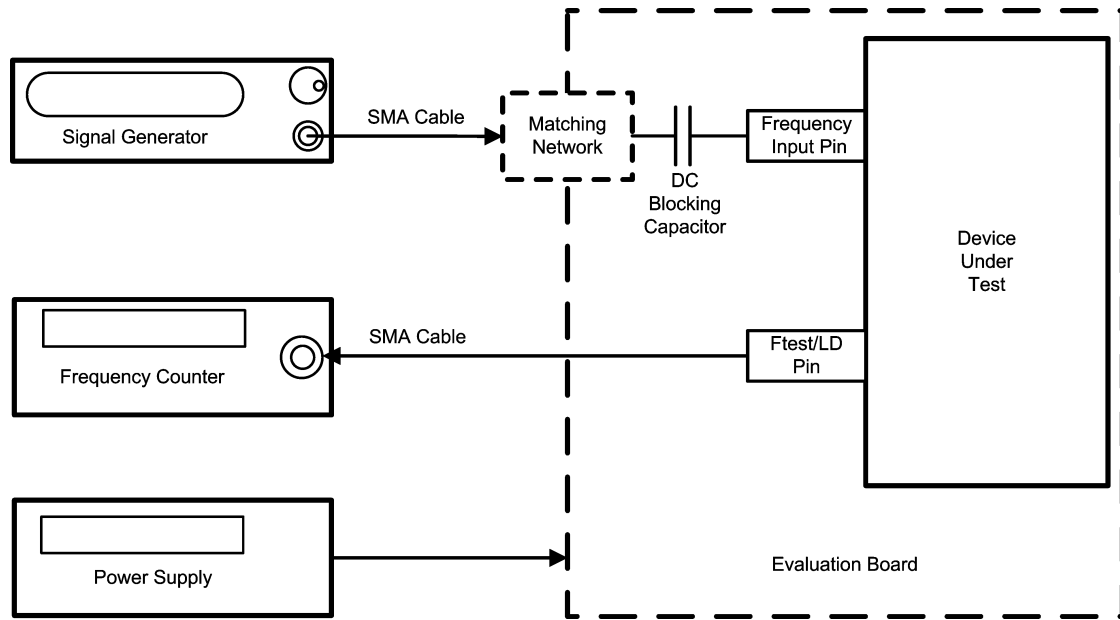 Signal Generator
SMA Cable
Matching
Network
DC
Blocking
Capacitor
Frequency
Input Pin
Device
Under
Test
Frequency Counter
SMA Cable
Ftest/LD
Pin
Power Supply
Evaluation Board